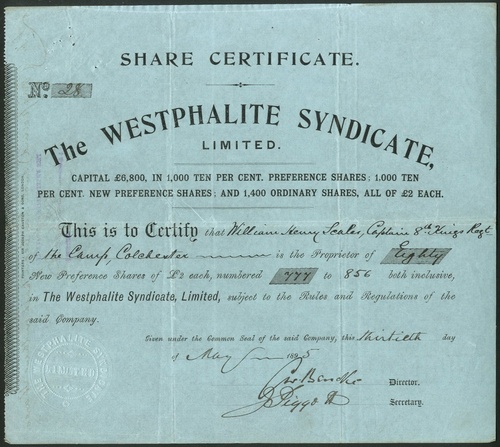 SHARE CERTIFICATE.
No. 28
The WESTPHALITE SYNDICATE,
LIMITED.
CAPITAL £6,800, IN 1,000 TEN PER CENT. PREFERENCE SHARES; 1,000 TEN
PER CENT. NEW PREFERENCE SHARES; AND 1,400 ORDINARY SHARES, ALL OF £2 EACH.
This is to Certify that William Henry Scales, Captain 8th Kings Regt
of the Camp, Colchester is the Proprietor of Eighty
New Preference Shares of £2 each, numbered 777 to 856 both inclusive,
in The Westphalite Syndicate, Limited, subject to the Rules and Regulations of the
said Company.
Given under the Common Seal of the said Company, this thirtieth day
of May 1895
Director.
J Piggott Secretary.
THE WESTPHALITE SYNDICATE
LIMITED